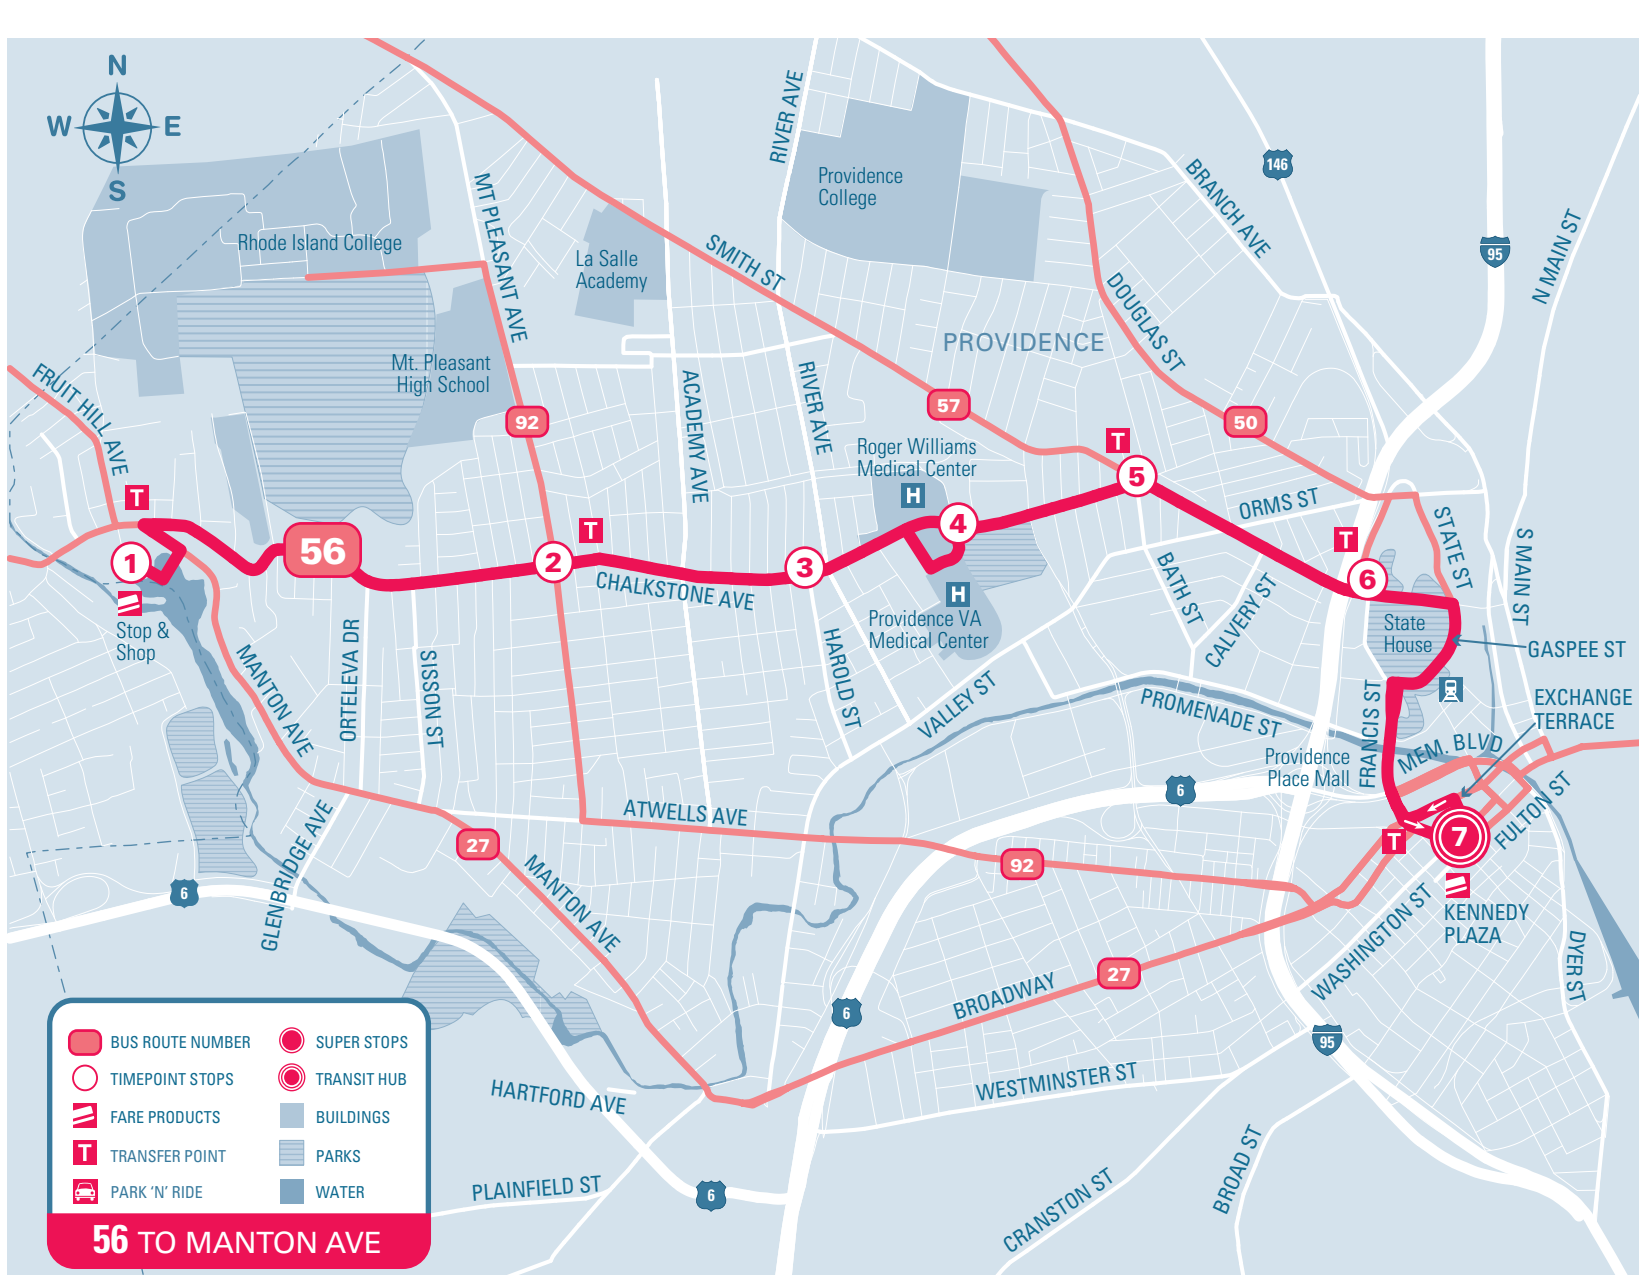 N
W
E
S
RIVER AVE
146
BRANCH AVE
Providence
College
MT PLEASANT AVE
Rhode Island College
La Salle
Academy
SMITH ST
95
N MAIN ST
DOUGLAS ST
PROVIDENCE
Mt. Pleasant
High School
FRUIT HILL AVE
ACADEMY AVE
RIVER AVE
92
57
50
Roger Williams
Medical Center
H
T
5
T
ORMS ST
STATE ST
S MAIN ST
4
T
T
56
1
2
3
CHALKSTONE AVE
BATH ST
CALVERY ST
6
H
Stop &
Shop
Providence VA
Medical Center
State
House
GASPEE ST
MANTON AVE
ORTELEVA DR
SISSON ST
HAROLD ST
VALLEY ST
PROMENADE ST
FRANCIS ST
EXCHANGE
TERRACE
MEM. BLVD
Providence
Place Mall
6
ATWELLS AVE
GLENBRIDGE AVE
27
MANTON AVE
92
T
7
FULTON ST
6
WASHINGTON ST
KENNEDY
PLAZA
DYER ST
27
BROADWAY
6
95
BUS ROUTE NUMBER
SUPER STOPS
TIMEPOINT STOPS
TRANSIT HUB
FARE PRODUCTS
BUILDINGS
T
TRANSFER POINT
PARKS
PARK ‘N’ RIDE
WATER
56 TO MANTON AVE
HARTFORD AVE
WESTMINSTER ST
PLAINFIELD ST
6
CRANSTON ST
BROAD ST